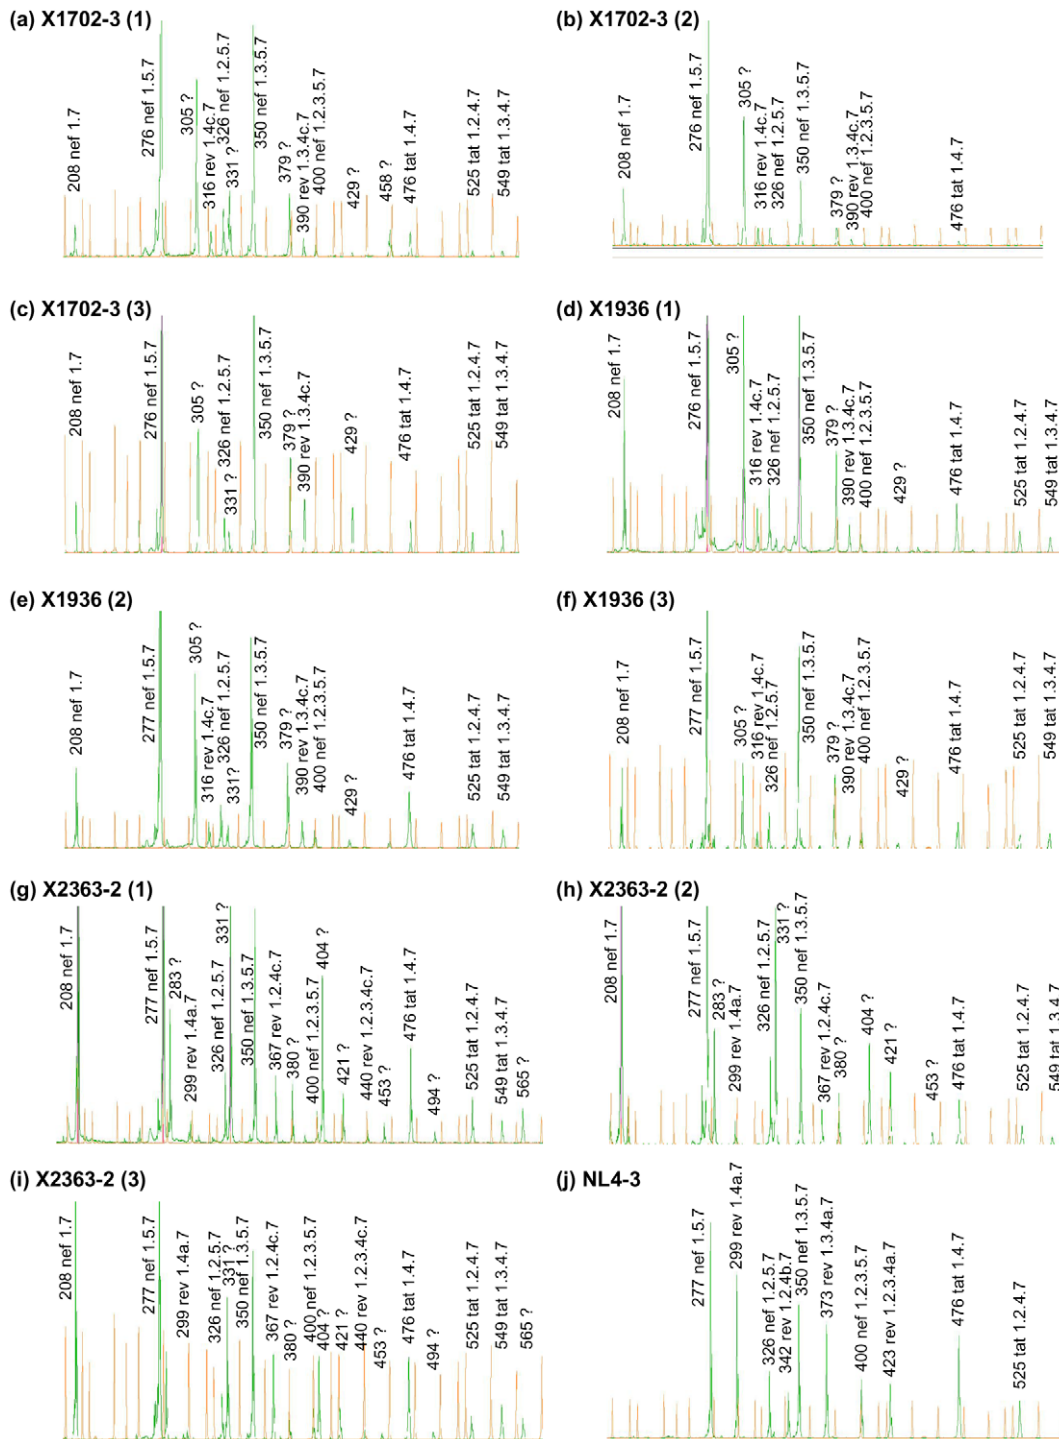 (a) X1702-3 (1)
208 nef 1.7
276 nef 1.5.7
305 ?
316 rev 1.4c.7
326 nef 1.2.5.7
331 ?
350 nef 1.3.5.7
379 ?
390 rev 1.3.4c.7
400 nef 1.2.3.5.7
429 ?
458 ?
476 tat 1.4.7
525 tat 1.2.4.7
549 tat 1.3.4.7
(b) X1702-3 (2)
208 nef 1.7
276 nef 1.5.7
305 ?
316 rev 1.4c.7
326 nef 1.2.5.7
350 nef 1.3.5.7
379 ?
390 rev 1.3.4c.7
400 nef 1.2.3.5.7
476 tat 1.4.7
(c) X1702-3 (3)
208 nef 1.7
276 nef 1.5.7
305 ?
326 nef 1.2.5.7
331 ?
350 nef 1.3.5.7
379 ?
390 rev 1.3.4c.7
429 ?
476 tat 1.4.7
525 tat 1.2.4.7
549 tat 1.3.4.7
(d) X1936 (1)
208 nef 1.7
276 nef 1.5.7
305 ?
316 rev 1.4c.7
326 nef 1.2.5.7
350 nef 1.3.5.7
379 ?
390 rev 1.3.4c.7
400 nef 1.2.3.5.7
429 ?
476 tat 1.4.7
525 tat 1.2.4.7
549 tat 1.3.4.7
(e) X1936 (2)
208 nef 1.7
277 nef 1.5.7
305 ?
316 rev 1.4c.7
326 nef 1.2.5.7
331?
350 nef 1.3.5.7
379 ?
390 rev 1.3.4c.7
400 nef 1.2.3.5.7
429 ?
476 tat 1.4.7
525 tat 1.2.4.7
549 tat 1.3.4.7
(f) X1936 (3)
208 nef 1.7
277 nef 1.5.7
305 ?
316 rev 1.4c.7
326 nef 1.2.5.7
350 nef 1.3.5.7
379 ?
390 rev 1.3.4c.7
400 nef 1.2.3.5.7
429 ?
476 tat 1.4.7
525 tat 1.2.4.7
549 tat 1.3.4.7
(g) X2363-2 (1)
208 nef 1.7
277 nef 1.5.7
283 ?
299 rev 1.4a.7
326 nef 1.2.5.7
331 ?
350 nef 1.3.5.7
367 rev 1.2.4c.7
380 ?
400 nef 1.2.3.5.7
404 ?
421 ?
440 rev 1.2.3.4c.7
453 ?
476 tat 1.4.7
494 ?
525 tat 1.2.4.7
549 tat 1.3.4.7
565 ?
(h) X2363-2 (2)
208 nef 1.7
277 nef 1.5.7
283 ?
299 rev 1.4a.7
326 nef 1.2.5.7
331 ?
350 nef 1.3.5.7
367 rev 1.2.4c.7
380 ?
404 ?
421 ?
453 ?
476 tat 1.4.7
525 tat 1.2.4.7
549 tat 1.3.4.7
(i) X2363-2 (3)
208 nef 1.7
277 nef 1.5.7
299 rev 1.4a.7
326 nef 1.2.5.7
331 ?
350 nef 1.3.5.7
367 rev 1.2.4c.7
380 ?
400 nef 1.2.3.5.7
404 ?
421 ?
440 rev 1.2.3.4c.7
453 ?
476 tat 1.4.7
494 ?
525 tat 1.2.4.7
549 tat 1.3.4.7
565 ?
(j) NL4-3
277 nef 1.5.7
299 rev 1.4a.7
326 nef 1.2.5.7
342 rev 1.2.4b.7
350 nef 1.3.5.7
373 rev 1.3.4a.7
400 nef 1.2.3.5.7
423 rev 1.2.3.4a.7
476 tat 1.4.7
525 tat 1.2.4.7